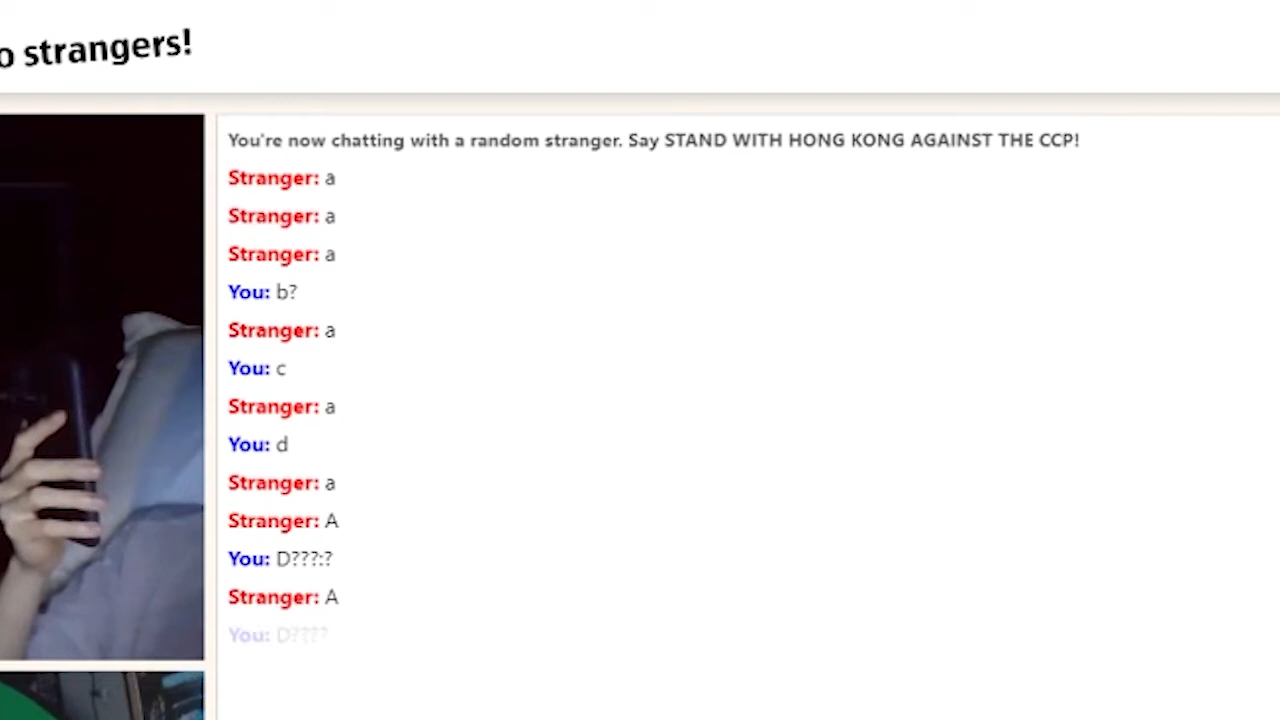 o strangers!
You're now chatting with a random stranger. Say STAND WITH HONG KONG AGAINST THE CCP!
Stranger: a
Stranger: a
Stranger: a
You: b?
Stranger: a
You: c
Stranger: a
You: d
Stranger: a
Stranger: A
You: D???:?
Stranger: A
You: D????